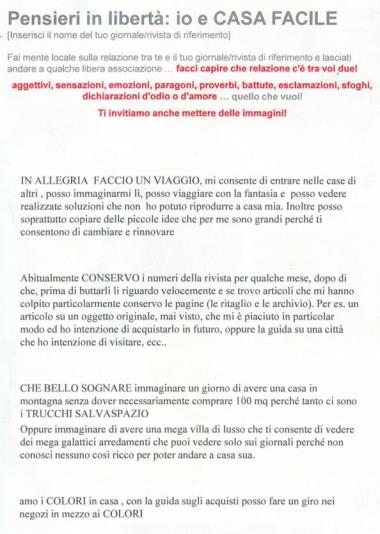 Pensieri in libertà: io e CASA FACILE
[Inserisci il nome del tuo giornale/rivista di riferimento]
Fai mente locale sulla relazione tra te e il tuo giornale/rivista di riferimento e lasciati
andare a qualche libera associazione … facci capire che relazione c'è tra voi due!
aggettivi, sensazioni, emozioni, paragoni, proverbi, battute, esclamazioni, sfoghi,
dichiarazioni d'odio o d'amore … quello che vuoi!
Ti invitiamo anche mettere delle immagini!
IN ALLEGRIA FACCIO UN VIAGGIO, mi consente di entrare nelle case di
altri , posso immaginarmi lì, posso viaggiare con la fantasia e posso vedere
realizzate soluzioni che non ho potuto riprodurre a casa mia. Inoltre posso
soprattutto copiare delle piccole idee che per me sono grandi perché ti
consentono di cambiare e rinnovare
Abitualmente CONSERVO i numeri della rivista per qualche mese, dopo di
che, prima di buttarli li riguardo velocemente e se trovo articoli che mi hanno
colpito particolarmente conservo le pagine (le ritaglio e le archivio). Per es. un
articolo su un oggetto originale, mai visto, che mi è piaciuto in particolar
modo ed ho intenzione di acquistarlo in futuro, oppure la guida su una città
che ho intenzione di visitare, ecc..
CHE BELLO SOGNARE immaginare un giorno di avere una casa in
montagna senza dover necessariamente comprare 100 mq perché tanto ci sono
i TRUCCHI SALVASPAZIO
Oppure immaginare di avere una mega villa di lusso che ti consente di vedere
dei mega galattici arredamenti che puoi vedere solo sui giornali perché non
conosci nessuno così ricco per poter andare a casa sua.
amo i COLORI in casa , con la guida sugli acquisti posso fare un giro nei
negozi in mezzo ai COLORI